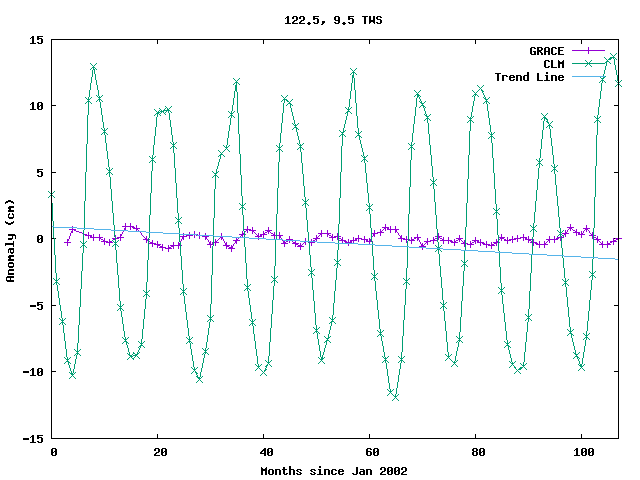 122.5, 9.5 TWS
GRACE
CLM
Trend Line
15
10
5
0
-5
-10
-15
Anomaly (cm)
0 20 40 60 80 100
Months since Jan 2002